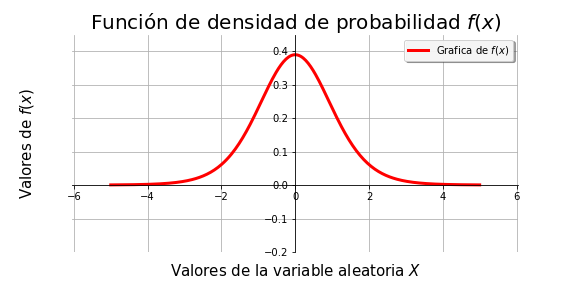 Función de densidad de probabilidad f(x)
Grafica de f(x)
0.4
0.3
0.2
0.1
0.0
−0.1
−0.2
−6 −4 −2 0 2 4 6
Valores de f(x)
Valores de la variable aleatoria X